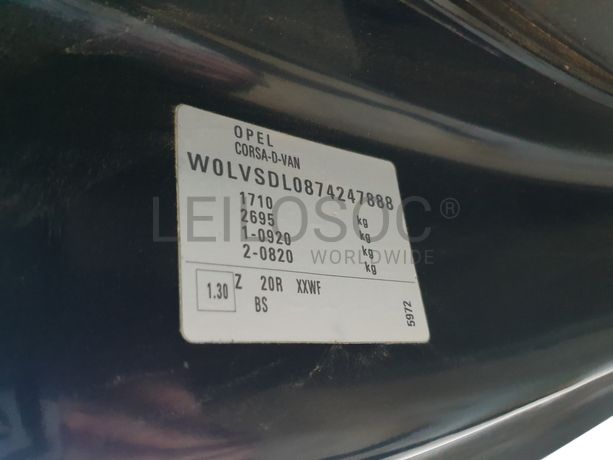 OPEL
CORSA-D-VAN
W0LVSDL0874247888
1710 kg
2695 kg
1-0920 kg
2-0820 kg
1.30 Z 20R XXWF
BS
5972
LEILOSOC®
WORLDWIDE